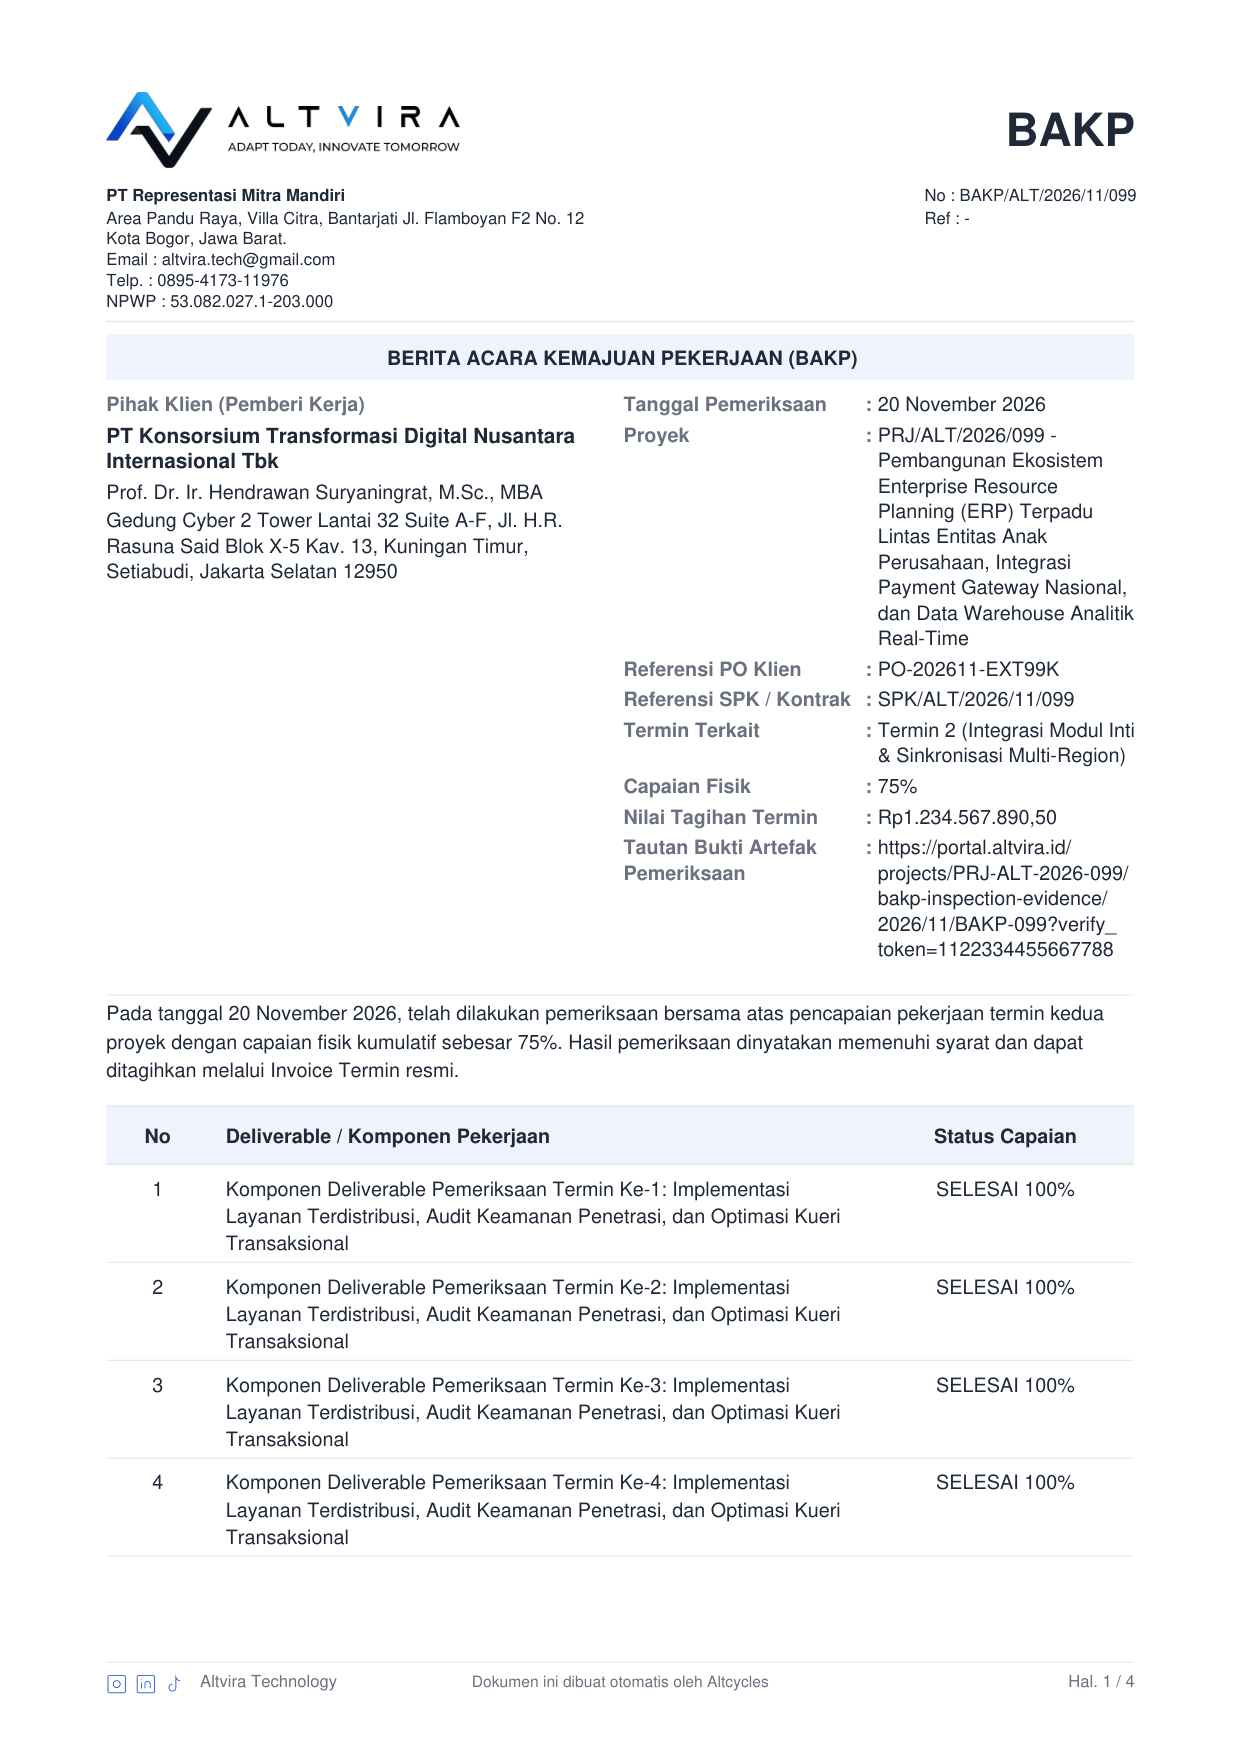 ALTVIRA
ADAPT TODAY, INNOVATE TOMORROW
BAKP
PT Representasi Mitra Mandiri
Area Pandu Raya, Villa Citra, Bantarjati Jl. Flamboyan F2 No. 12
Kota Bogor, Jawa Barat.
Email : altvira.tech@gmail.com
Telp. : 0895-4173-11976
NPWP : 53.082.027.1-203.000
No : BAKP/ALT/2026/11/099
Ref : -
BERITA ACARA KEMAJUAN PEKERJAAN (BAKP)
Pihak Klien (Pemberi Kerja)
PT Konsorsium Transformasi Digital Nusantara
Internasional Tbk
Prof. Dr. Ir. Hendrawan Suryaningrat, M.Sc., MBA
Gedung Cyber 2 Tower Lantai 32 Suite A-F, Jl. H.R.
Rasuna Said Blok X-5 Kav. 13, Kuningan Timur,
Setiabudi, Jakarta Selatan 12950
Tanggal Pemeriksaan : 20 November 2026
Proyek : PRJ/ALT/2026/099 -
Pembangunan Ekosistem
Enterprise Resource
Planning (ERP) Terpadu
Lintas Entitas Anak
Perusahaan, Integrasi
Payment Gateway Nasional,
dan Data Warehouse Analitik
Real-Time
Referensi PO Klien : PO-202611-EXT99K
Referensi SPK / Kontrak : SPK/ALT/2026/11/099
Termin Terkait : Termin 2 (Integrasi Modul Inti
& Sinkronisasi Multi-Region)
Capaian Fisik : 75%
Nilai Tagihan Termin : Rp1.234.567.890,50
Tautan Bukti Artefak : https://portal.altvira.id/
Pemeriksaan projects/PRJ-ALT-2026-099/
bakp-inspection-evidence/
2026/11/BAKP-099?verify_
token=1122334455667788
Pada tanggal 20 November 2026, telah dilakukan pemeriksaan bersama atas pencapaian pekerjaan termin kedua
proyek dengan capaian fisik kumulatif sebesar 75%. Hasil pemeriksaan dinyatakan memenuhi syarat dan dapat
ditagihkan melalui Invoice Termin resmi.
No Deliverable / Komponen Pekerjaan Status Capaian
1 Komponen Deliverable Pemeriksaan Termin Ke-1: Implementasi SELESAI 100%
Layanan Terdistribusi, Audit Keamanan Penetrasi, dan Optimasi Kueri
Transaksional
2 Komponen Deliverable Pemeriksaan Termin Ke-2: Implementasi SELESAI 100%
Layanan Terdistribusi, Audit Keamanan Penetrasi, dan Optimasi Kueri
Transaksional
3 Komponen Deliverable Pemeriksaan Termin Ke-3: Implementasi SELESAI 100%
Layanan Terdistribusi, Audit Keamanan Penetrasi, dan Optimasi Kueri
Transaksional
4 Komponen Deliverable Pemeriksaan Termin Ke-4: Implementasi SELESAI 100%
Layanan Terdistribusi, Audit Keamanan Penetrasi, dan Optimasi Kueri
Transaksional
Altvira Technology Dokumen ini dibuat otomatis oleh Altcycles Hal. 1 / 4